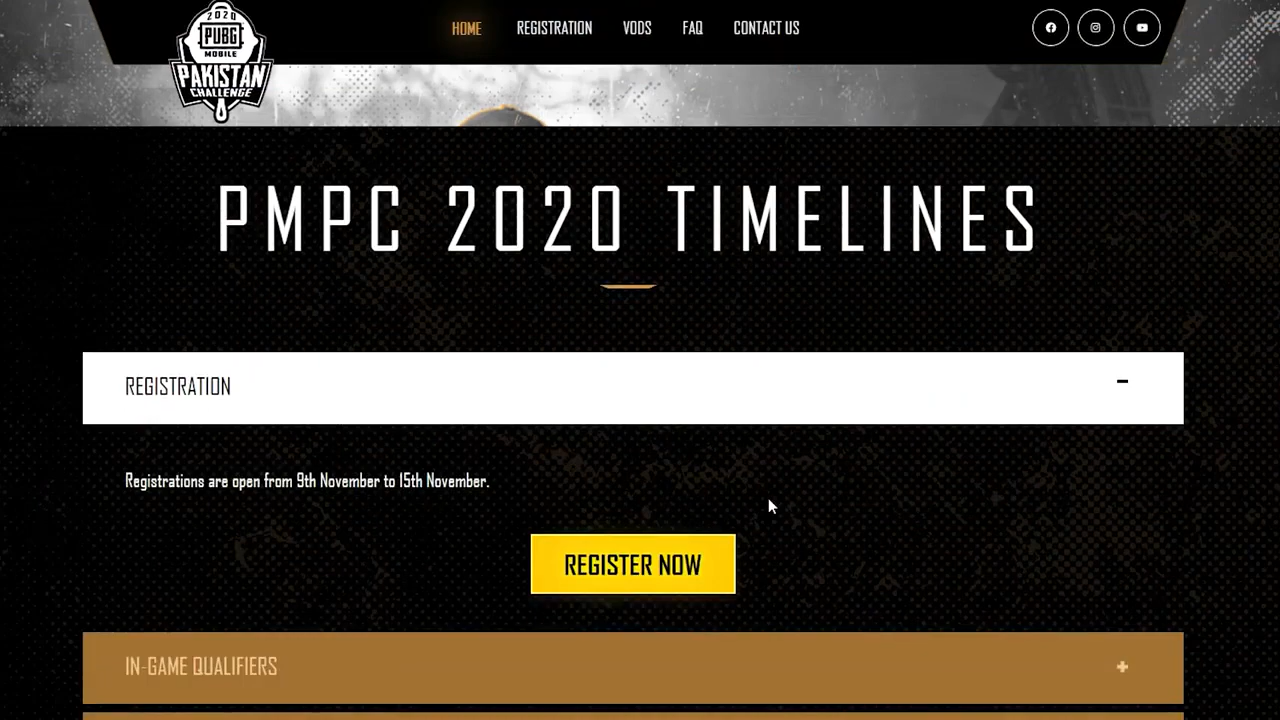 2020
PUBG
MOBILE
PAKISTAN
CHALLENGE
HOME REGISTRATION VODS FAQ CONTACT US
PMPC 2020 TIMELINES
REGISTRATION
Registrations are open from 9th November to 15th November.
REGISTER NOW
IN-GAME QUALIFIERS